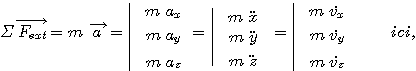 Σ F⃗ₑₓₜ = m a⃗ = | m aₓ = | m ẍ = | m v̇ₓ ici,
m a_y m ÿ m v̇_y
m a_z m z̈ m v̇_z